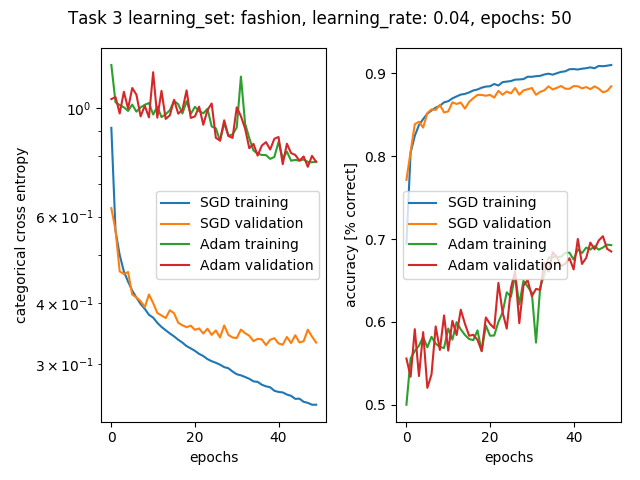 Task 3 learning_set: fashion, learning_rate: 0.04, epochs: 50
categorical cross entropy
10⁰
6 × 10⁻¹
4 × 10⁻¹
3 × 10⁻¹
SGD training
SGD validation
Adam training
Adam validation
0
20
40
epochs
accuracy [% correct]
0.9
0.8
0.7
0.6
0.5
SGD training
SGD validation
Adam training
Adam validation
0
20
40
epochs